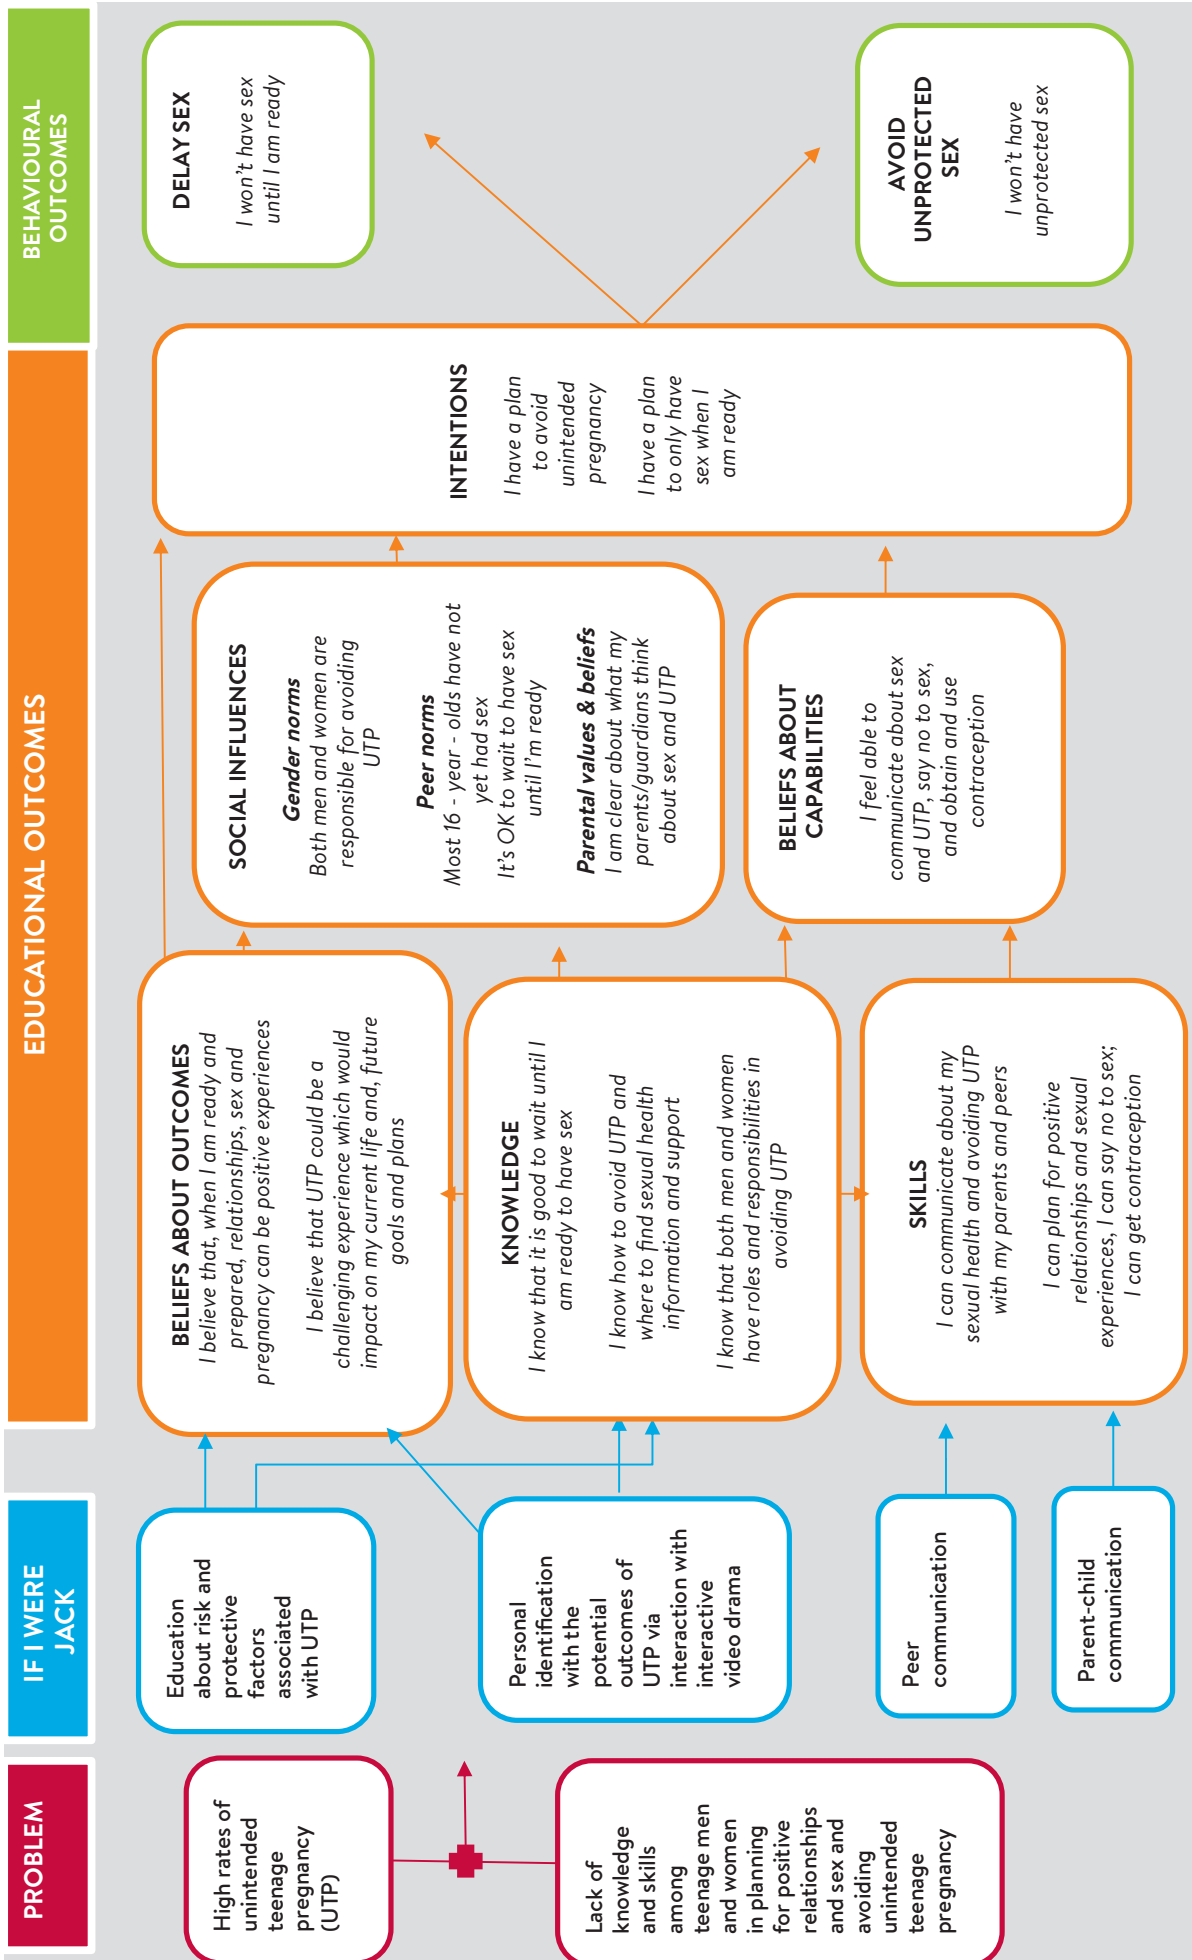 PROBLEM
IF I WERE
JACK
EDUCATIONAL OUTCOMES
BEHAVIOURAL
OUTCOMES
High rates of
unintended
teenage
pregnancy
(UTP)
Lack of
knowledge
and skills
among
teenage men
and women
in planning
for positive
relationships
and sex and
avoiding
unintended
teenage
pregnancy
Education
about risk and
protective
factors
associated
with UTP
Personal
identification
with the
potential
outcomes of
UTP via
interaction with
interactive
video drama
Peer
communication
Parent-child
communication
BELIEFS ABOUT OUTCOMES
I believe that, when I am ready and
prepared, relationships, sex and
pregnancy can be positive experiences
I believe that UTP could be a
challenging experience which would
impact on my current life and, future
goals and plans
KNOWLEDGE
I know that it is good to wait until I
am ready to have sex
I know how to avoid UTP and
where to find sexual health
information and support
I know that both men and women
have roles and responsibilities in
avoiding UTP
SKILLS
I can communicate about my
sexual health and avoiding UTP
with my parents and peers
I can plan for positive
relationships and sexual
experiences, I can say no to sex;
I can get contraception
SOCIAL INFLUENCES
Gender norms
Both men and women are
responsible for avoiding
UTP
Peer norms
Most 16 - year - olds have not
yet had sex
It's OK to wait to have sex
until I'm ready
Parental values & beliefs
I am clear about what my
parents/guardians think
about sex and UTP
BELIEFS ABOUT
CAPABILITIES
I feel able to
communicate about sex
and UTP, say no to sex,
and obtain and use
contraception
INTENTIONS
I have a plan
to avoid
unintended
pregnancy
I have a plan
to only have
sex when I
am ready
DELAY SEX
I won't have sex
until I am ready
AVOID
UNPROTECTED
SEX
I won't have
unprotected sex